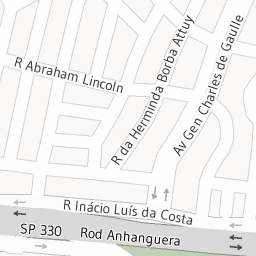 R Abraham Lincoln
R da Herminda Borba Attuy
Av Gen Charles de Gaulle
R Inácio Luís da Costa
SP 330
Rod Anhanguera